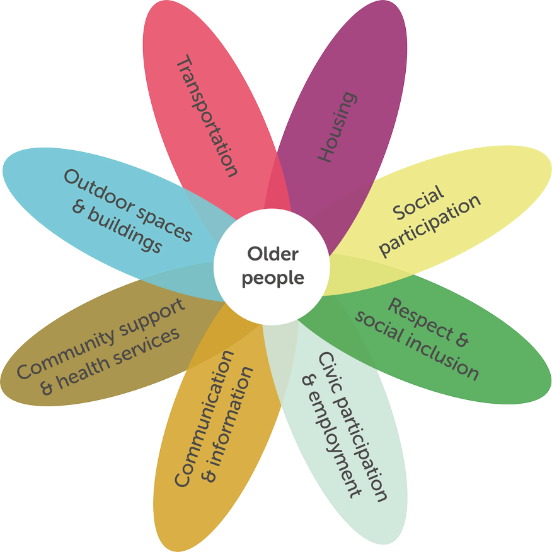 Transportation
Housing
Social
participation
Respect &
social inclusion
Civic participation
& employment
Communication
& information
Community support
& health services
Outdoor spaces
& buildings
Older
people